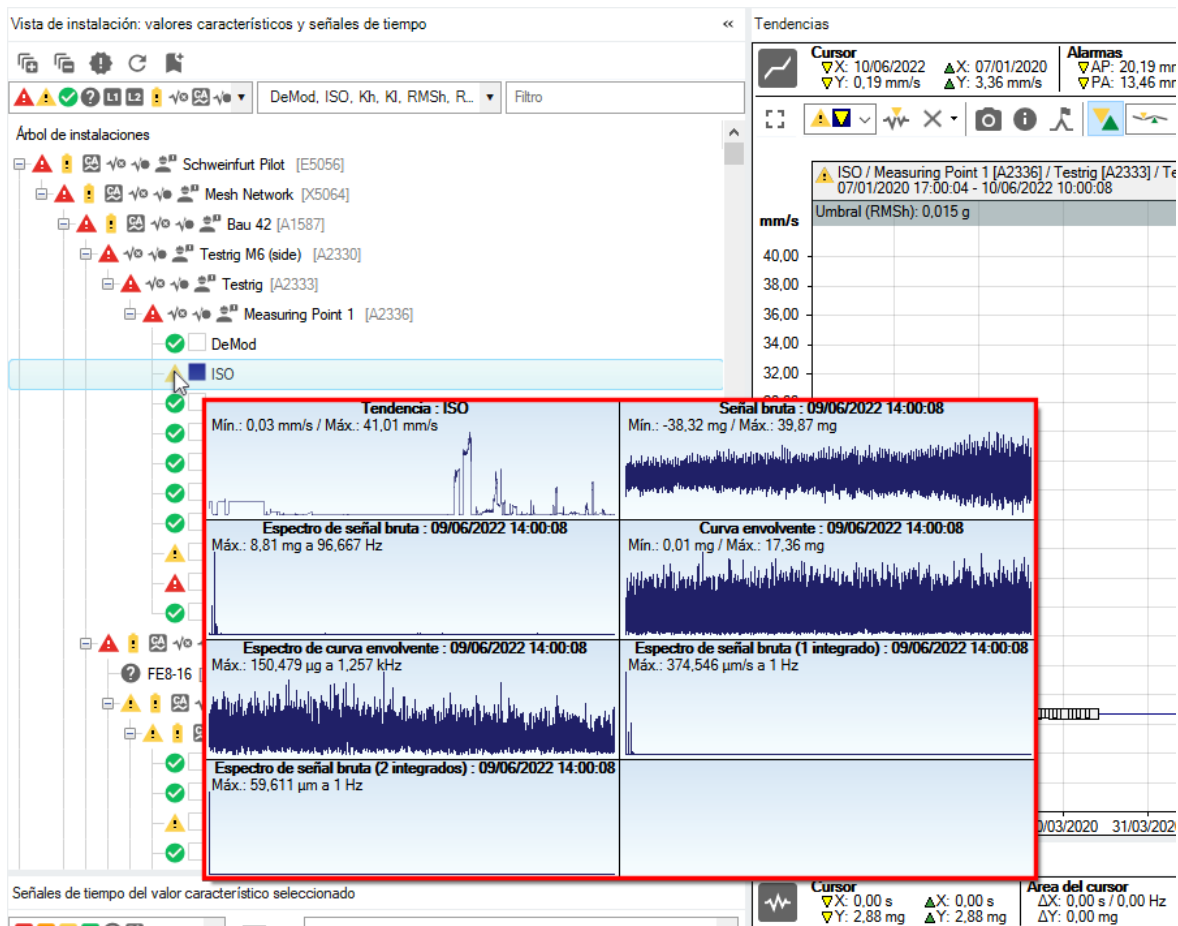 Vista de instalación: valores característicos y señales de tiempo
«
L1 L2
DeMod, ISO, Kh, KI, RMSh, R...
Filtro
Árbol de instalaciones
CA Schweinfurt Pilot [E5056]
CA Mesh Network [X5064]
CA Bau 42 [A1587]
Testrig M6 (side) [A2330]
Testrig [A2333]
Measuring Point 1 [A2336]
DeMod
ISO
CA
FE8-16
CA
Tendencia : ISO
Mín.: 0,03 mm/s / Máx.: 41,01 mm/s
Señal bruta : 09/06/2022 14:00:08
Mín.: -38,32 mg / Máx.: 39,87 mg
Espectro de señal bruta : 09/06/2022 14:00:08
Máx.: 8,81 mg a 96,667 Hz
Curva envolvente : 09/06/2022 14:00:08
Mín.: 0,01 mg / Máx.: 17,36 mg
Espectro de curva envolvente : 09/06/2022 14:00:08
Máx.: 150,479 µg a 1,257 kHz
Espectro de señal bruta (1 integrado) : 09/06/2022 14:00:08
Máx.: 374,546 µm/s a 1 Hz
Espectro de señal bruta (2 integrados) : 09/06/2022 14:00:08
Máx.: 59,611 µm a 1 Hz
Señales de tiempo del valor característico seleccionado
Tendencias
Cursor
X: 10/06/2022 X: 07/01/2020
Y: 0,19 mm/s Y: 3,36 mm/s
Alarmas
AP: 20,19 mm
PA: 13,46 mm
ISO / Measuring Point 1 [A2336] / Testrig [A2333] / Te
07/01/2020 17:00:04 - 10/06/2022 10:00:08
Umbral (RMSh): 0,015 g
mm/s
40,00
38,00
36,00
34,00
32,00
0/03/2020 31/03/202
Cursor
X: 0,00 s X: 0,00 s
Y: 2,88 mg Y: 2,88 mg
Área del cursor
ΔX: 0,00 s / 0,00 Hz
ΔY: 0,00 mg